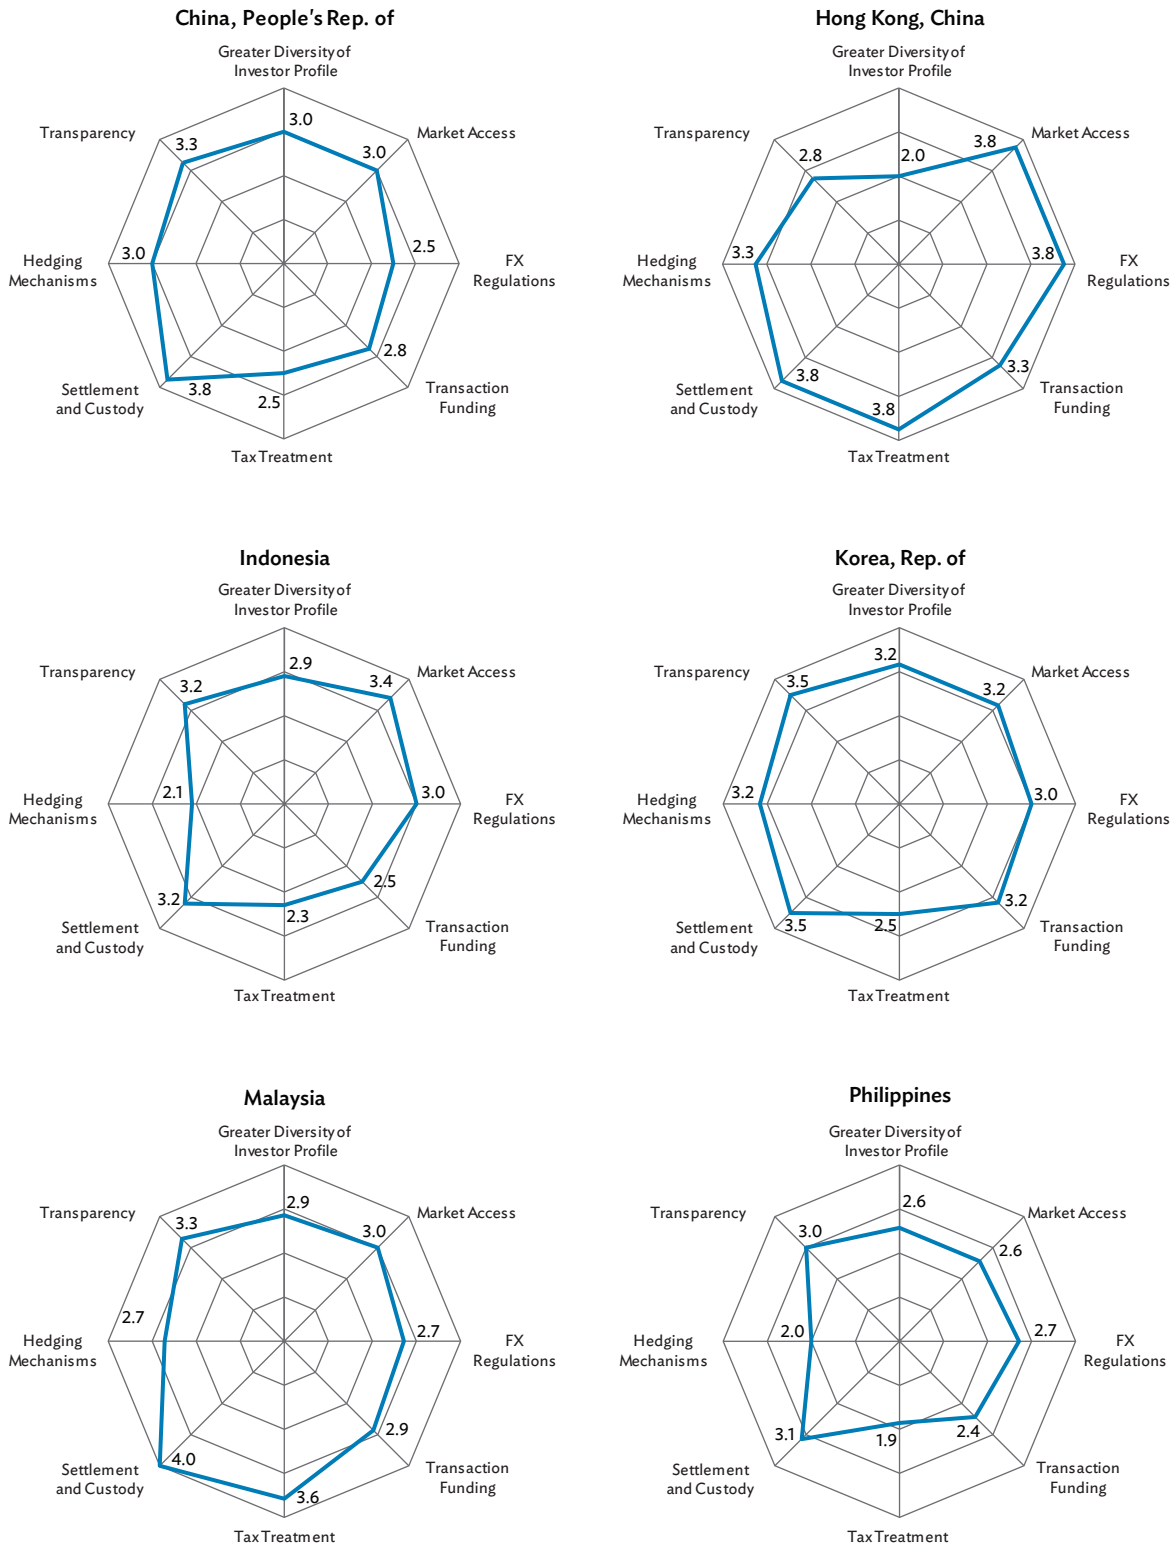 China, People's Rep. of
Greater Diversity of
Investor Profile
Transparency
Market Access
3.0
3.3
3.0
Hedging
Mechanisms
3.0
2.5
FX
Regulations
2.8
3.8
2.5
Settlement
and Custody
Transaction
Funding
Tax Treatment
Hong Kong, China
Greater Diversity of
Investor Profile
Transparency
Market Access
2.8
2.0
3.8
Hedging
Mechanisms
3.3
3.8
FX
Regulations
3.3
3.8
3.8
Settlement
and Custody
Transaction
Funding
Tax Treatment
Indonesia
Greater Diversity of
Investor Profile
Transparency
Market Access
2.9
3.2
3.4
Hedging
Mechanisms
2.1
3.0
FX
Regulations
2.5
3.2
2.3
Settlement
and Custody
Transaction
Funding
Tax Treatment
Korea, Rep. of
Greater Diversity of
Investor Profile
Transparency
Market Access
3.2
3.5
3.2
Hedging
Mechanisms
3.2
3.0
FX
Regulations
3.2
3.5
2.5
Settlement
and Custody
Transaction
Funding
Tax Treatment
Malaysia
Greater Diversity of
Investor Profile
Transparency
Market Access
2.9
3.3
3.0
2.7
Hedging
Mechanisms
2.7
FX
Regulations
2.9
4.0
3.6
Settlement
and Custody
Transaction
Funding
Tax Treatment
Philippines
Greater Diversity of
Investor Profile
Transparency
Market Access
2.6
3.0
2.6
Hedging
Mechanisms
2.0
2.7
FX
Regulations
2.4
3.1
1.9
Settlement
and Custody
Transaction
Funding
Tax Treatment